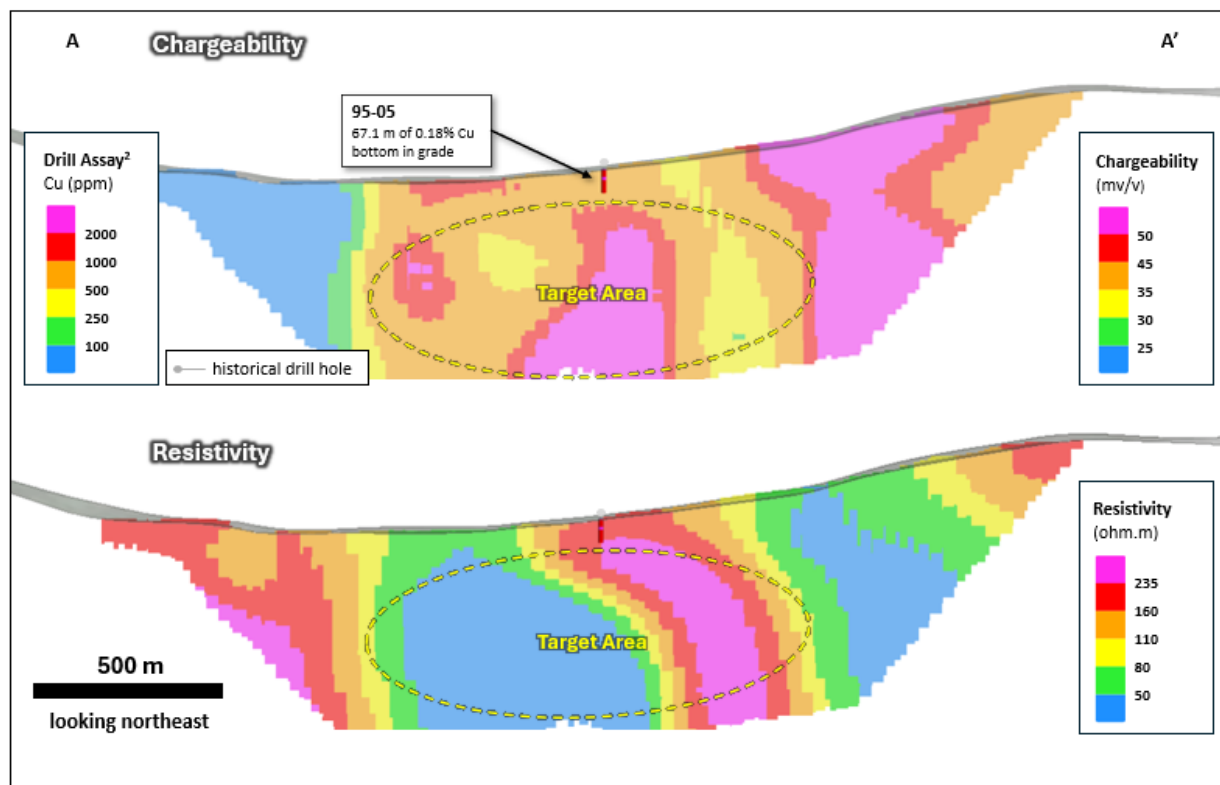 A
Chargeability
A'
95-05
67.1 m of 0.18% Cu
bottom in grade
Drill Assay²
Cu (ppm)
2000
1000
500
250
100
Chargeability
(mv/v)
50
45
35
30
25
Target Area
historical drill hole
Resistivity
Resistivity
(ohm.m)
235
160
110
80
50
Target Area
500 m
looking northeast